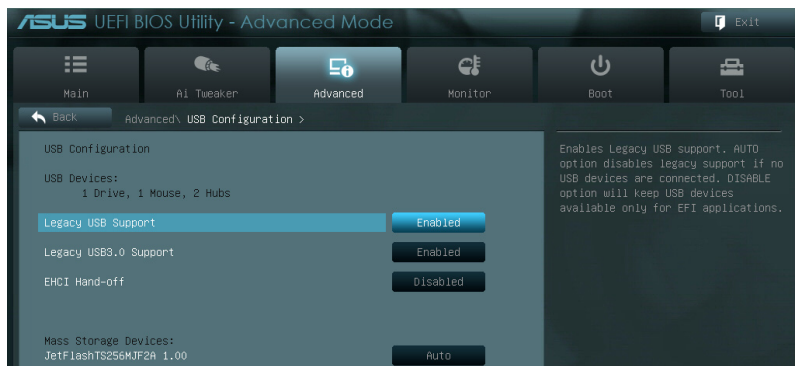 ASUS UEFI BIOS Utility - Advanced Mode
Exit
Main
Ai Tweaker
Advanced
Monitor
Boot
Tool
Back
Advanced\ USB Configuration >
USB Configuration
USB Devices:
1 Drive, 1 Mouse, 2 Hubs
Legacy USB Support Enabled
Legacy USB3.0 Support Enabled
EHCI Hand-off Disabled
Mass Storage Devices:
JetFlashTS256MJF2A 1.00 Auto
Enables Legacy USB support. AUTO
option disables legacy support if no
USB devices are connected. DISABLE
option will keep USB devices
available only for EFI applications.